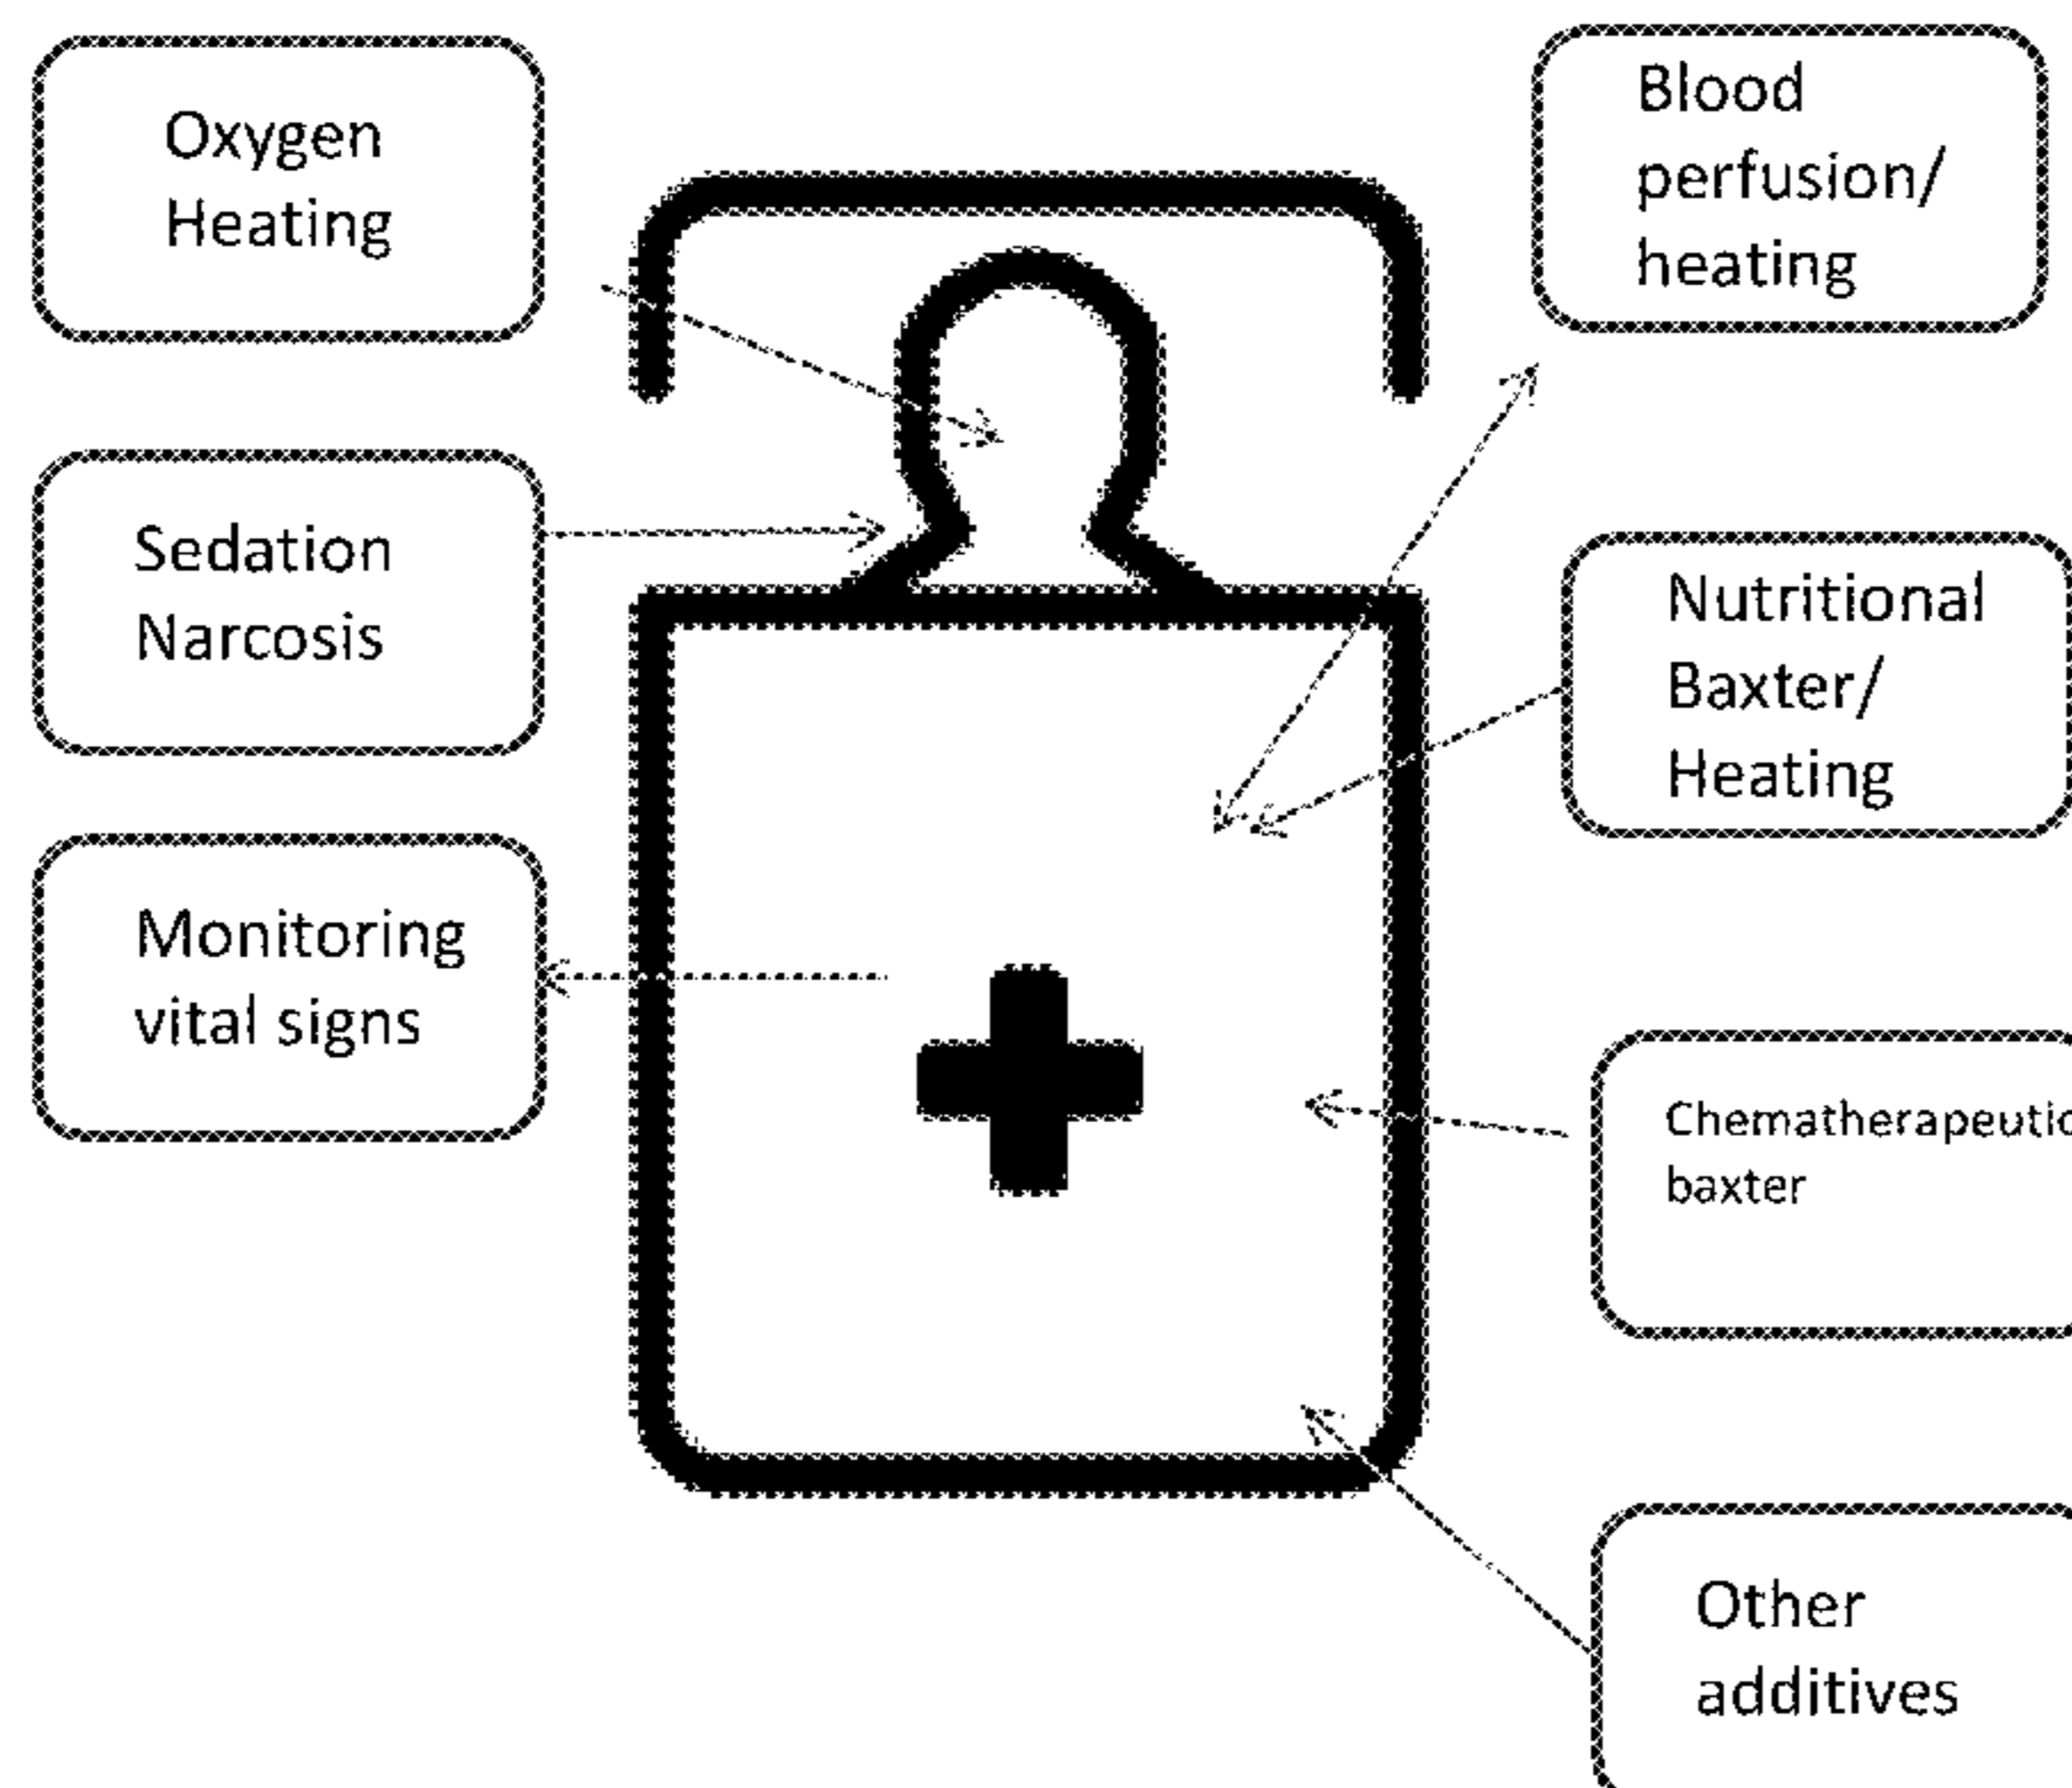 Oxygen
Heating
Sedation
Narcosis
Monitoring
vital signs
Blood
perfusion/
heating
Nutritional
Baxter/
Heating
Chematherapeutic
baxter
Other
additives